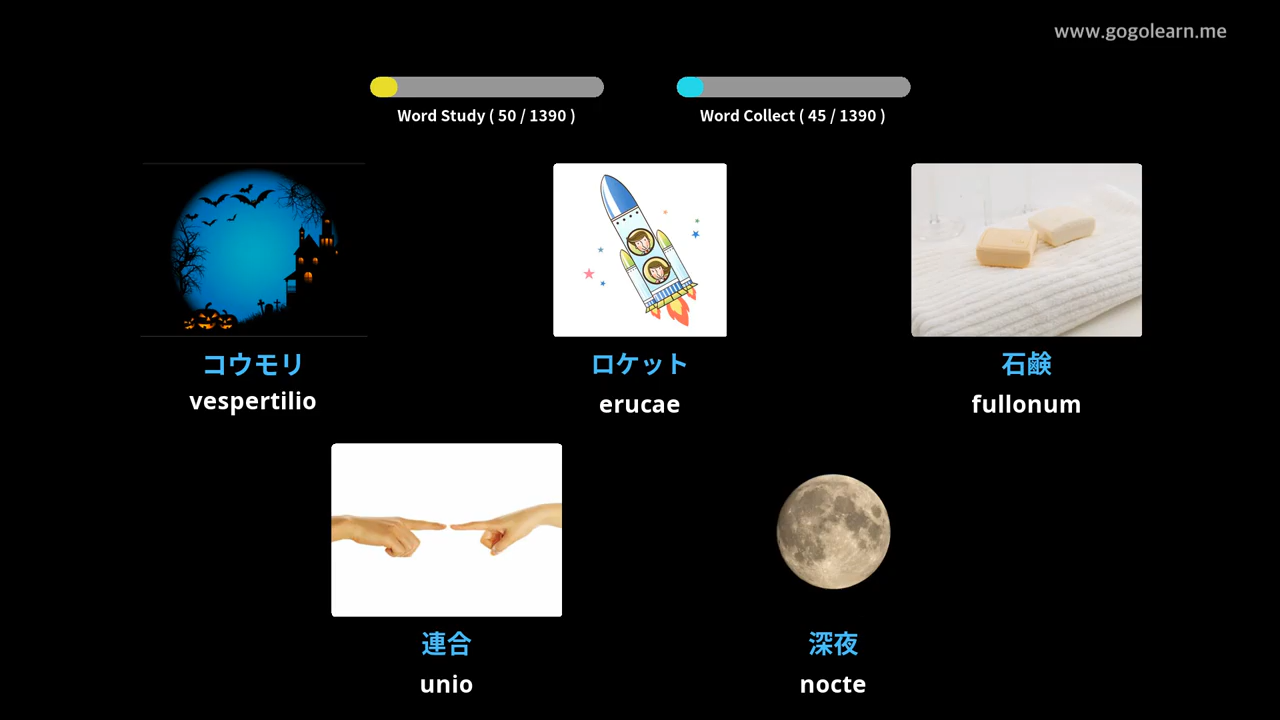 www.gogolearn.me
Word Study ( 50 / 1390 )
Word Collect ( 45 / 1390 )
コウモリ
vespertilio
ロケット
erucae
石鹸
fullonum
連合
unio
深夜
nocte